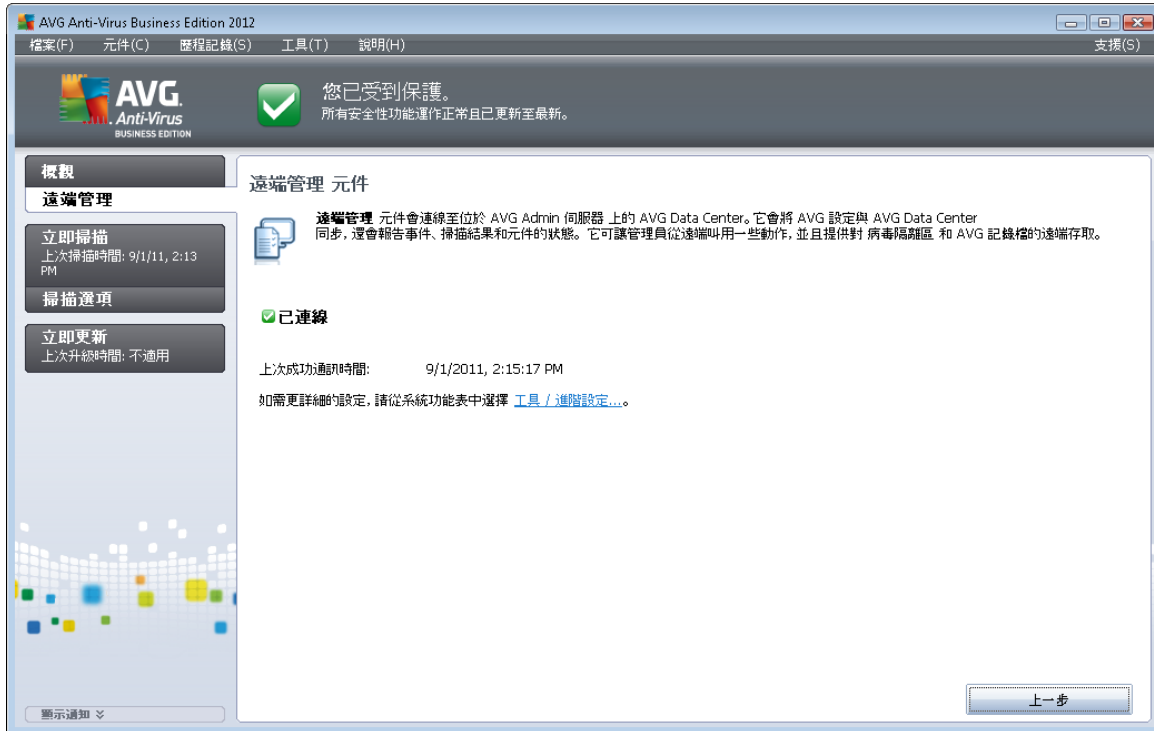 AVG Anti-Virus Business Edition 2012
檔案(F) 元件(C) 歷程記錄(S) 工具(T) 說明(H) 支援(S)
AVG.
Anti-Virus
BUSINESS EDITION
您已受到保護。
所有安全性功能運作正常且已更新至最新。
概觀
遠端管理
立即掃描
上次掃描時間: 9/1/11, 2:13
PM
掃描選項
立即更新
上次升級時間: 不適用
顯示通知
遠端管理 元件
遠端管理 元件會連線至位於 AVG Admin 伺服器 上的 AVG Data Center。它會將 AVG 設定與 AVG Data Center
同步, 還會報告事件、掃描結果和元件的狀態。它可讓管理員從遠端叫用一些動作, 並且提供對 病毒隔離區 和 AVG 記錄檔的遠端存取。
已連線
上次成功通訊時間: 9/1/2011, 2:15:17 PM
如需更詳細的設定, 請從系統功能表中選擇 工具 / 進階設定...。
上一步